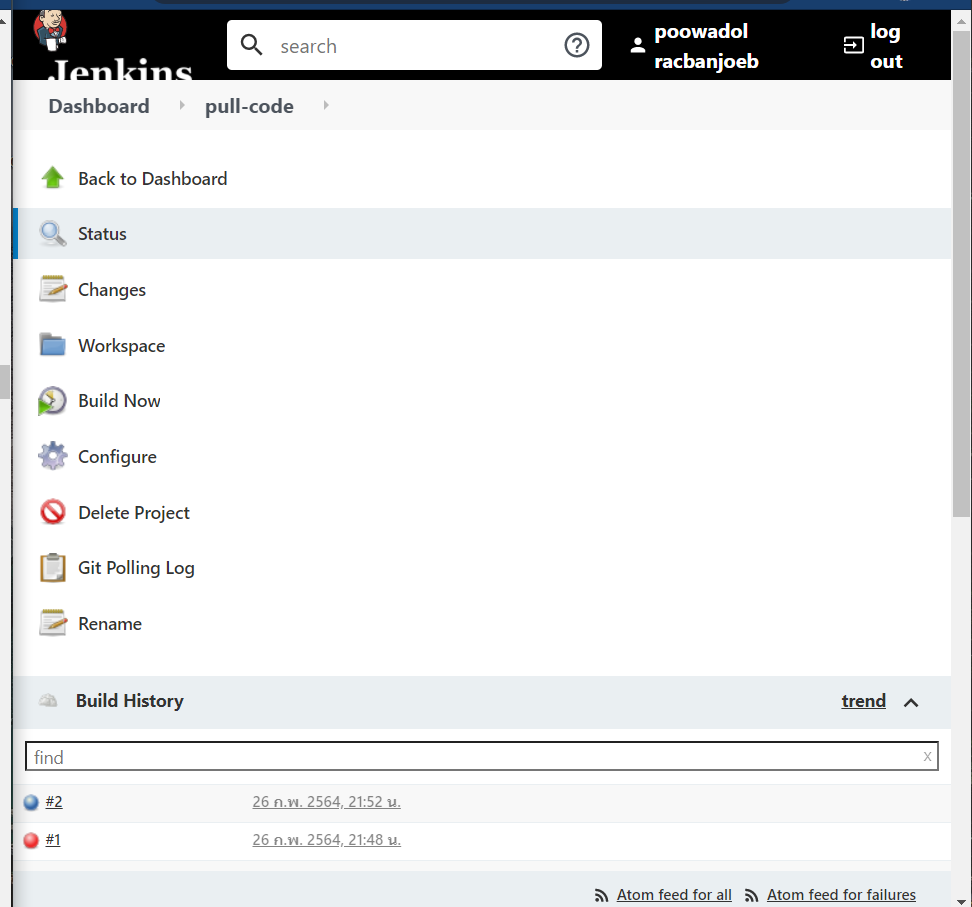 Jenkins
search
poowadol
racbanjoeb
log
out
Dashboard
pull-code
Back to Dashboard
Status
Changes
Workspace
Build Now
Configure
Delete Project
Git Polling Log
Rename
Build History
trend
find
x
#2
26 ก.พ. 2564, 21:52 น.
#1
26 ก.พ. 2564, 21:48 น.
Atom feed for all
Atom feed for failures